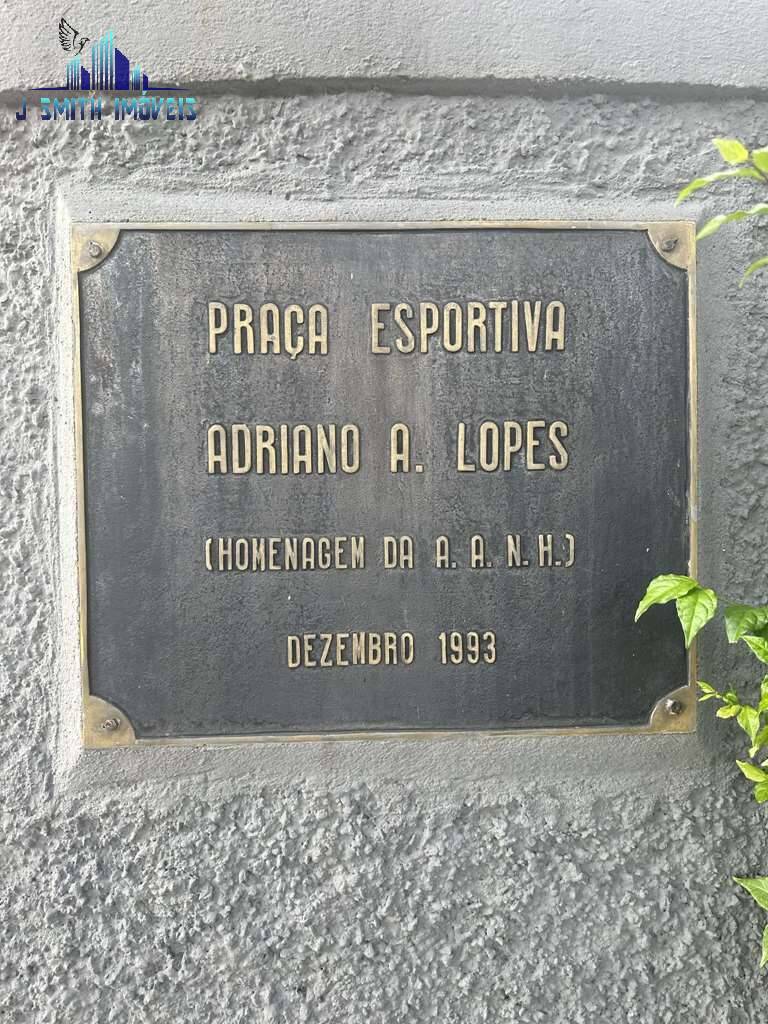 J SMITH IMÓVEIS
PRAÇA ESPORTIVA
ADRIANO A. LOPES
(HOMENAGEM DA A. A. N. H.)
DEZEMBRO 1993